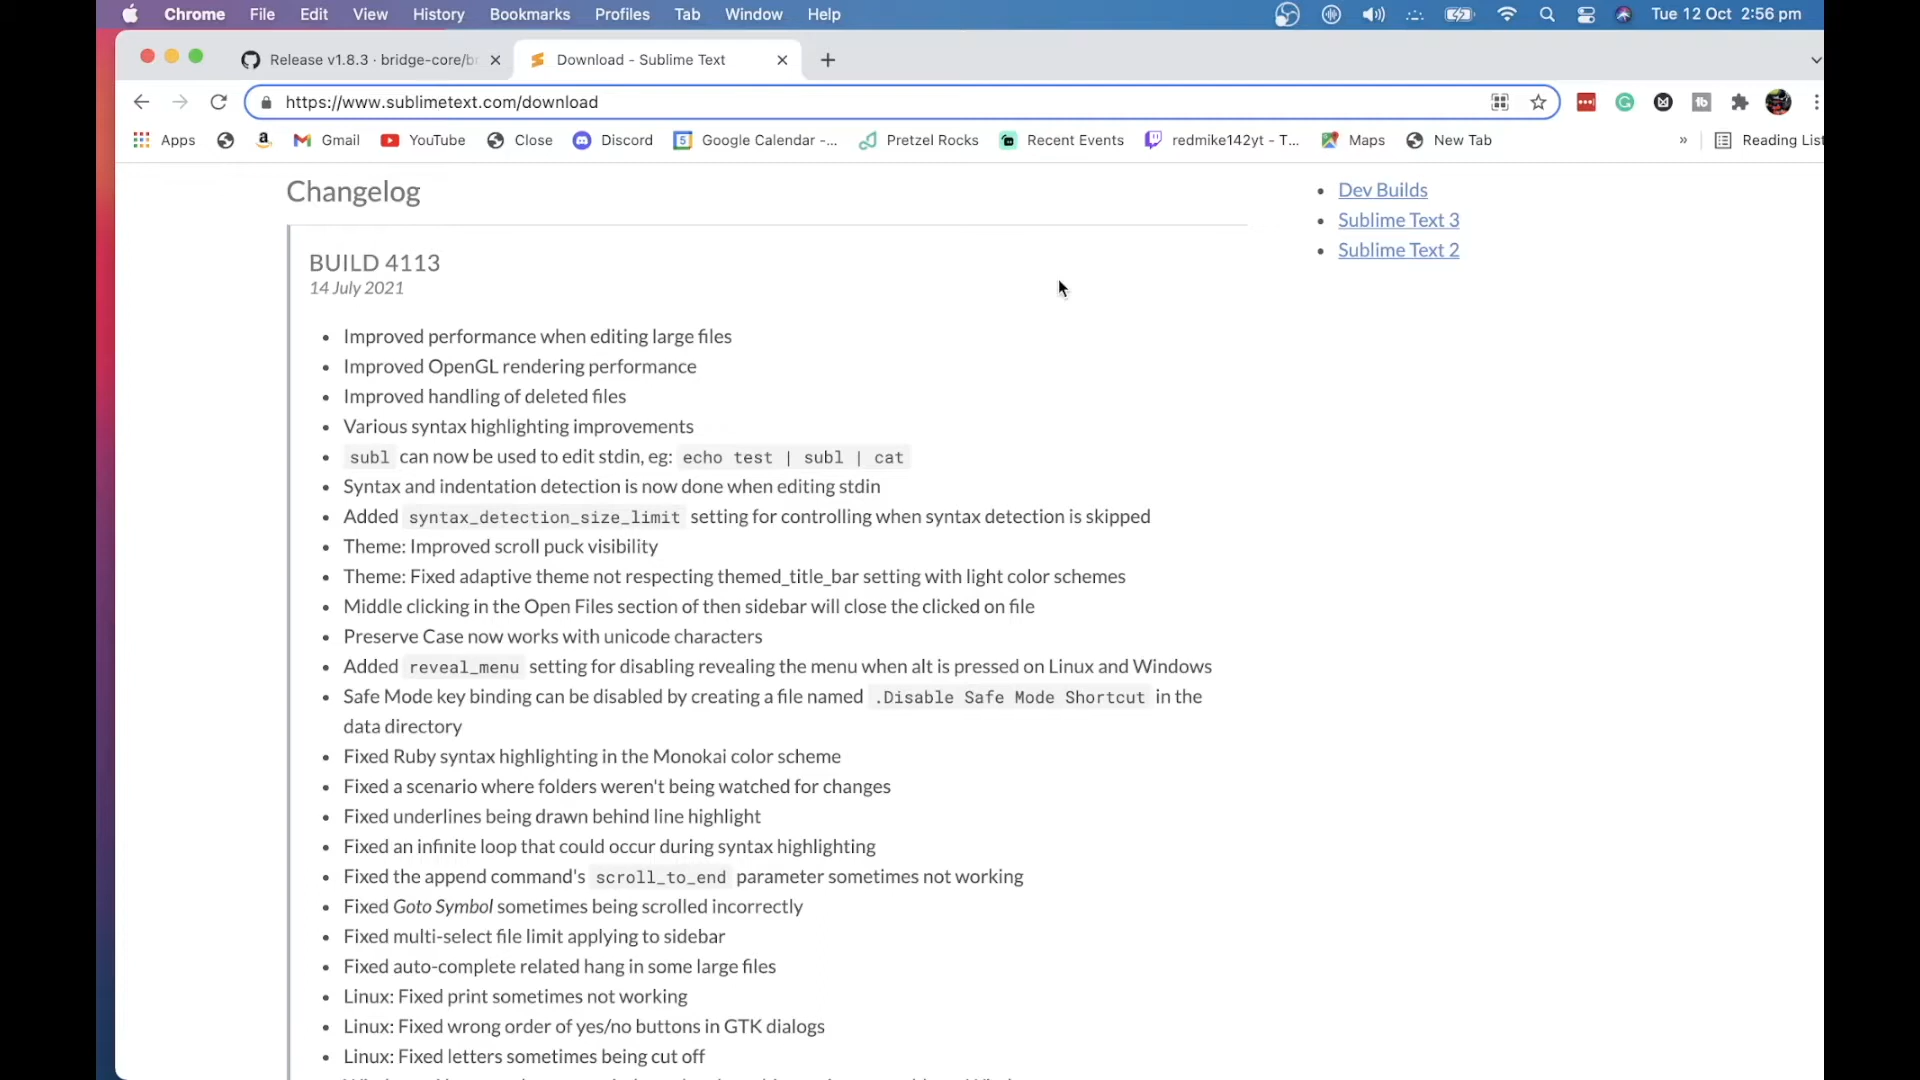 Chrome File Edit View History Bookmarks Profiles Tab Window Help Tue 12 Oct 2:56 pm
Release v1.8.3 · bridge-core/b Download - Sublime Text
https://www.sublimetext.com/download
Apps Gmail YouTube Close Discord Google Calendar -... Pretzel Rocks Recent Events redmike142yt - T... Maps New Tab » Reading List
Changelog
BUILD 4113
14 July 2021
Improved performance when editing large files
Improved OpenGL rendering performance
Improved handling of deleted files
Various syntax highlighting improvements
subl can now be used to edit stdin, eg: echo test | subl | cat
Syntax and indentation detection is now done when editing stdin
Added syntax_detection_size_limit setting for controlling when syntax detection is skipped
Theme: Improved scroll puck visibility
Theme: Fixed adaptive theme not respecting themed_title_bar setting with light color schemes
Middle clicking in the Open Files section of then sidebar will close the clicked on file
Preserve Case now works with unicode characters
Added reveal_menu setting for disabling revealing the menu when alt is pressed on Linux and Windows
Safe Mode key binding can be disabled by creating a file named .Disable Safe Mode Shortcut in the
data directory
Fixed Ruby syntax highlighting in the Monokai color scheme
Fixed a scenario where folders weren't being watched for changes
Fixed underlines being drawn behind line highlight
Fixed an infinite loop that could occur during syntax highlighting
Fixed the append command's scroll_to_end parameter sometimes not working
Fixed Goto Symbol sometimes being scrolled incorrectly
Fixed multi-select file limit applying to sidebar
Fixed auto-complete related hang in some large files
Linux: Fixed print sometimes not working
Linux: Fixed wrong order of yes/no buttons in GTK dialogs
Linux: Fixed letters sometimes being cut off
Dev Builds
Sublime Text 3
Sublime Text 2